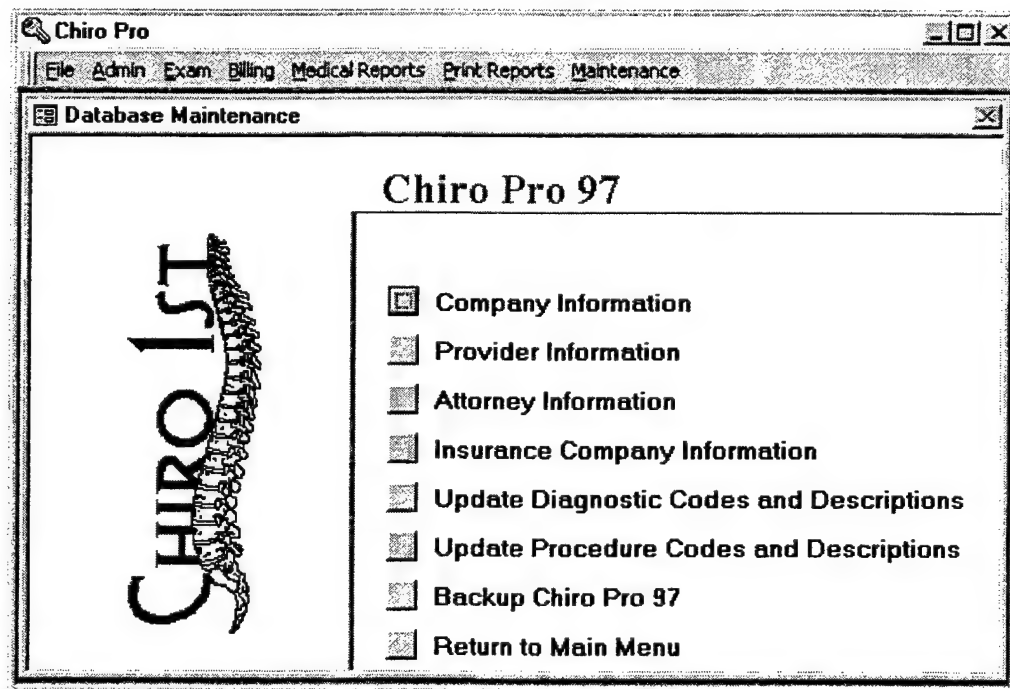 Chiro Pro
File Admin Exam Billing Medical Reports Print Reports Maintenance
Database Maintenance
Chiro Pro 97
CHIRO 1ST
Company Information
Provider Information
Attorney Information
Insurance Company Information
Update Diagnostic Codes and Descriptions
Update Procedure Codes and Descriptions
Backup Chiro Pro 97
Return to Main Menu